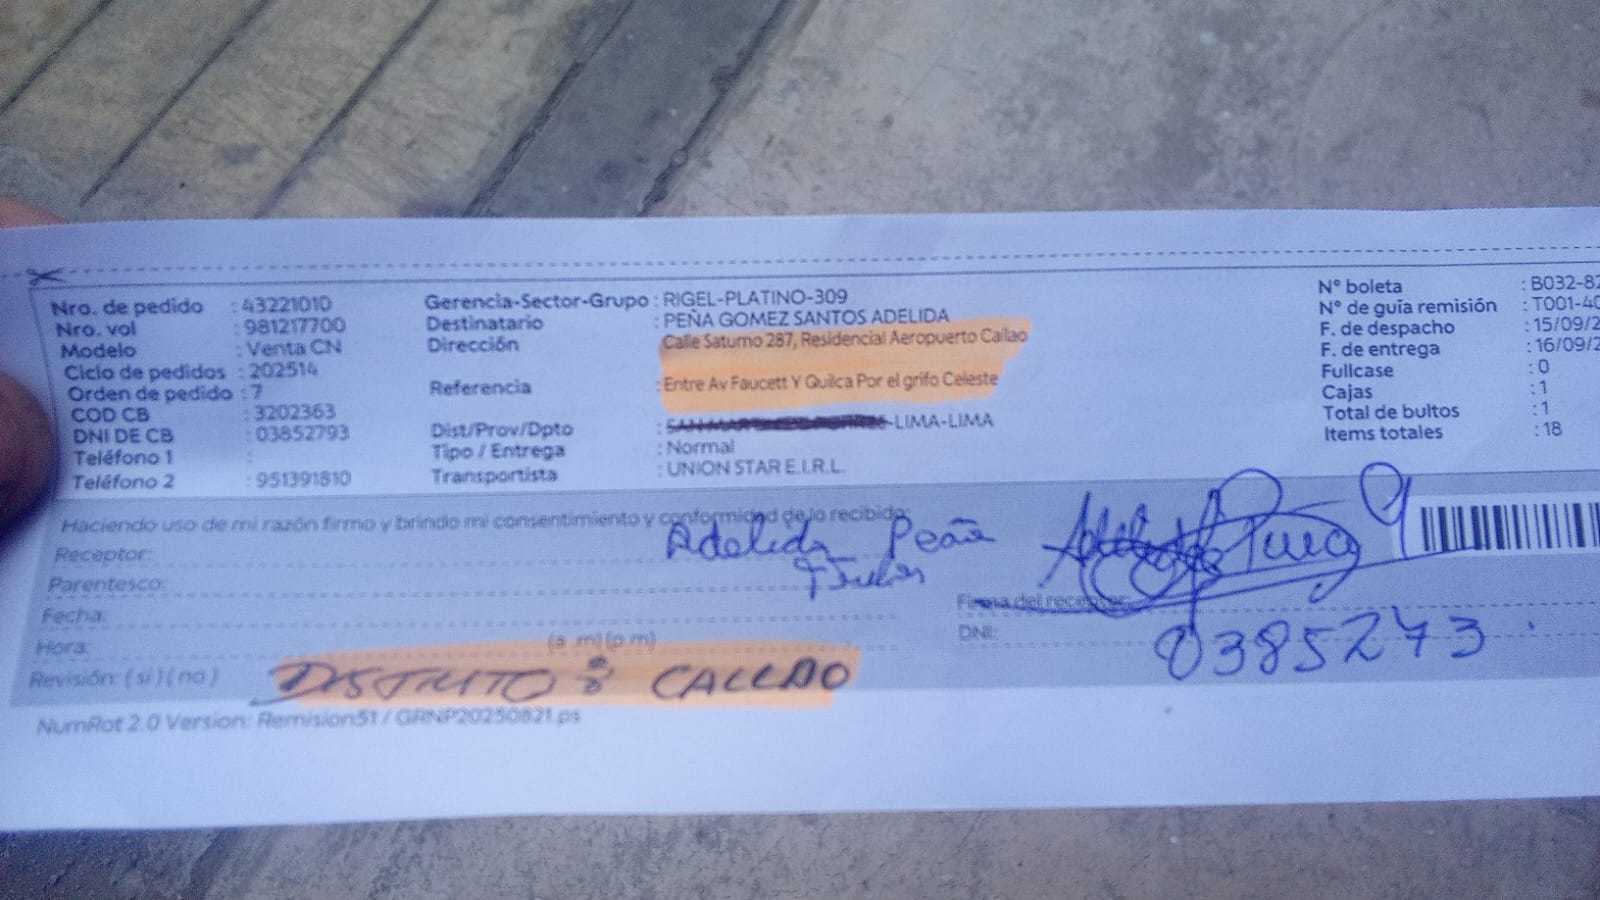 Nro. de pedido : 43221010
Nro. vol : 981217700
Modelo : Venta CN
Ciclo de pedidos : 202514
Orden de pedido : 7
COD CB : 3202363
DNI DE CB : 03852793
Teléfono 1 :
Teléfono 2 : 951391810
Gerencia-Sector-Grupo : RIGEL-PLATINO-309
Destinatario : PEÑA GOMEZ SANTOS ADELIDA
Dirección : Calle Saturno 287, Residencial Aeropuerto Callao
Referencia : Entre Av Faucett Y Quilca Por el grifo Celeste
Dist/Prov/Dpto : -LIMA-LIMA
Tipo / Entrega : Normal
Transportista : UNION STAR E.I.R.L.
N° boleta : B032-82
N° de guía remisión : T001-40
F. de despacho : 15/09/2
F. de entrega : 16/09/2
Fullcase : 0
Cajas : 1
Total de bultos : 1
Items totales : 18
Haciendo uso de mi razón firmo y brindo mi consentimiento y conformidad de lo recibido:
Receptor: Adelida Peña
Parentesco:
Fecha:
Hora: (a m) (p m)
Revisión: ( si ) ( no )
DISTRITO : CALLAO
Firma del receptor
DNI: 0385273
NumRot 2.0 Version: Remision51 / GRNP20250821.ps